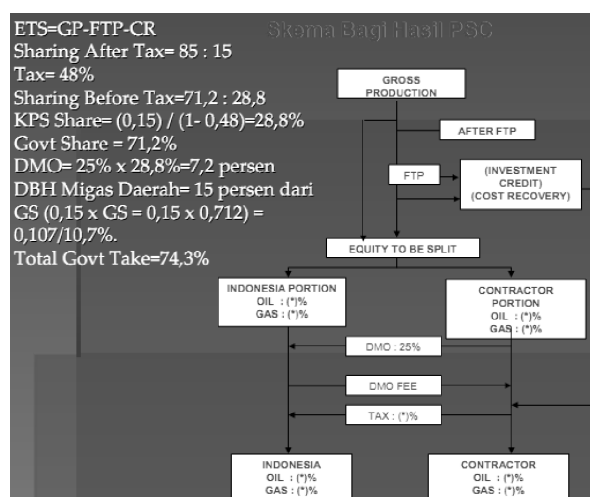 Skema Bagi Hasil PSC
ETS=GP-FTP-CR
Sharing After Tax= 85 : 15
Tax= 48%
Sharing Before Tax=71,2 : 28,8
KPS Share= (0,15) / (1- 0,48)=28,8%
Govt Share = 71,2%
DMO= 25% x 28,8%=7,2 persen
DBH Migas Daerah= 15 persen dari
GS (0,15 x GS = 0,15 x 0,712) =
0,107/10,7%.
Total Govt Take=74,3%
GROSS
PRODUCTION
AFTER FTP
FTP
(INVESTMENT
CREDIT)
(COST RECOVERY)
EQUITY TO BE SPLIT
INDONESIA PORTION
OIL : (*)%
GAS : (*)%
CONTRACTOR
PORTION
OIL : (*)%
GAS : (*)%
DMO : 25%
DMO FEE
TAX : (*)%
INDONESIA
OIL : (*)%
GAS : (*)%
CONTRACTOR
OIL : (*)%
GAS : (*)%